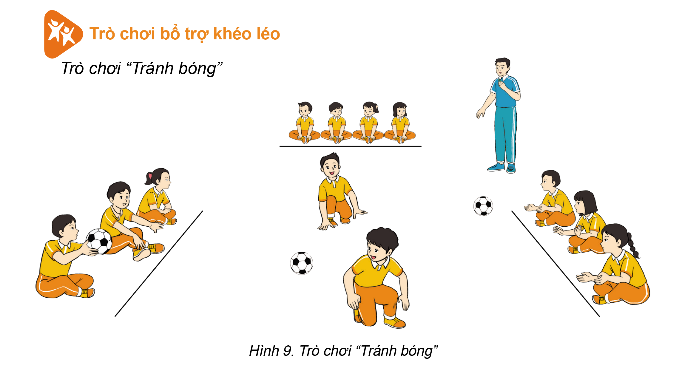 Trò chơi bổ trợ khéo léo
Trò chơi “Tránh bóng”
Hình 9. Trò chơi “Tránh bóng”